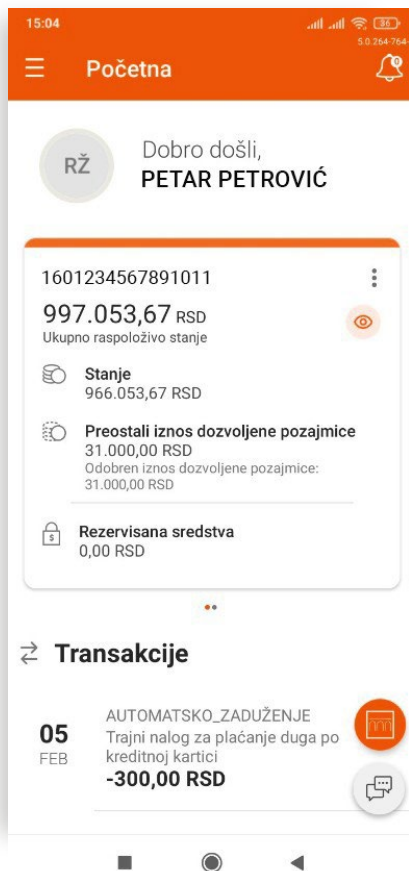 15:04
36
5.0.264-764-
Početna
0
RŽ
Dobro došli,
PETAR PETROVIĆ
1601234567891011
997.053,67 RSD
Ukupno raspoloživo stanje
Stanje
966.053,67 RSD
Preostali iznos dozvoljene pozajmice
31.000,00 RSD
Odobren iznos dozvoljene pozajmice:
31.000,00 RSD
Rezervisana sredstva
0,00 RSD
Transakcije
05
FEB
AUTOMATSKO_ZADUŽENJE
Trajni nalog za plaćanje duga po
kreditnoj kartici
-300,00 RSD